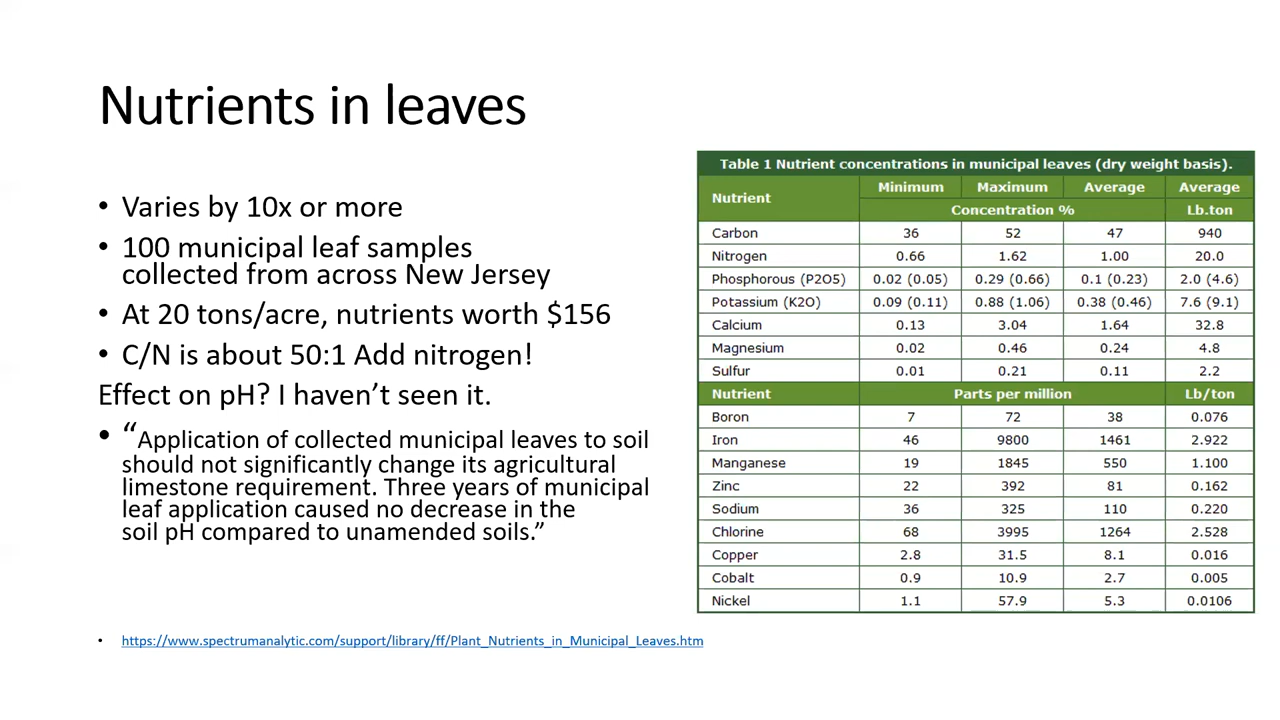 Nutrients in leaves
• Varies by 10x or more
• 100 municipal leaf samples
collected from across New Jersey
• At 20 tons/acre, nutrients worth $156
• C/N is about 50:1 Add nitrogen!
Effect on pH? I haven’t seen it.
• “Application of collected municipal leaves to soil
should not significantly change its agricultural
limestone requirement. Three years of municipal
leaf application caused no decrease in the
soil pH compared to unamended soils.”
• https://www.spectrumanalytic.com/support/library/ff/Plant_Nutrients_in_Municipal_Leaves.htm
Table 1 Nutrient concentrations in municipal leaves (dry weight basis).
Nutrient Minimum Maximum Average Average
Concentration % Lb.ton
Carbon 36 52 47 940
Nitrogen 0.66 1.62 1.00 20.0
Phosphorous (P2O5) 0.02 (0.05) 0.29 (0.66) 0.1 (0.23) 2.0 (4.6)
Potassium (K2O) 0.09 (0.11) 0.88 (1.06) 0.38 (0.46) 7.6 (9.1)
Calcium 0.13 3.04 1.64 32.8
Magnesium 0.02 0.46 0.24 4.8
Sulfur 0.01 0.21 0.11 2.2
Nutrient Parts per million Lb/ton
Boron 7 72 38 0.076
Iron 46 9800 1461 2.922
Manganese 19 1845 550 1.100
Zinc 22 392 81 0.162
Sodium 36 325 110 0.220
Chlorine 68 3995 1264 2.528
Copper 2.8 31.5 8.1 0.016
Cobalt 0.9 10.9 2.7 0.005
Nickel 1.1 57.9 5.3 0.0106